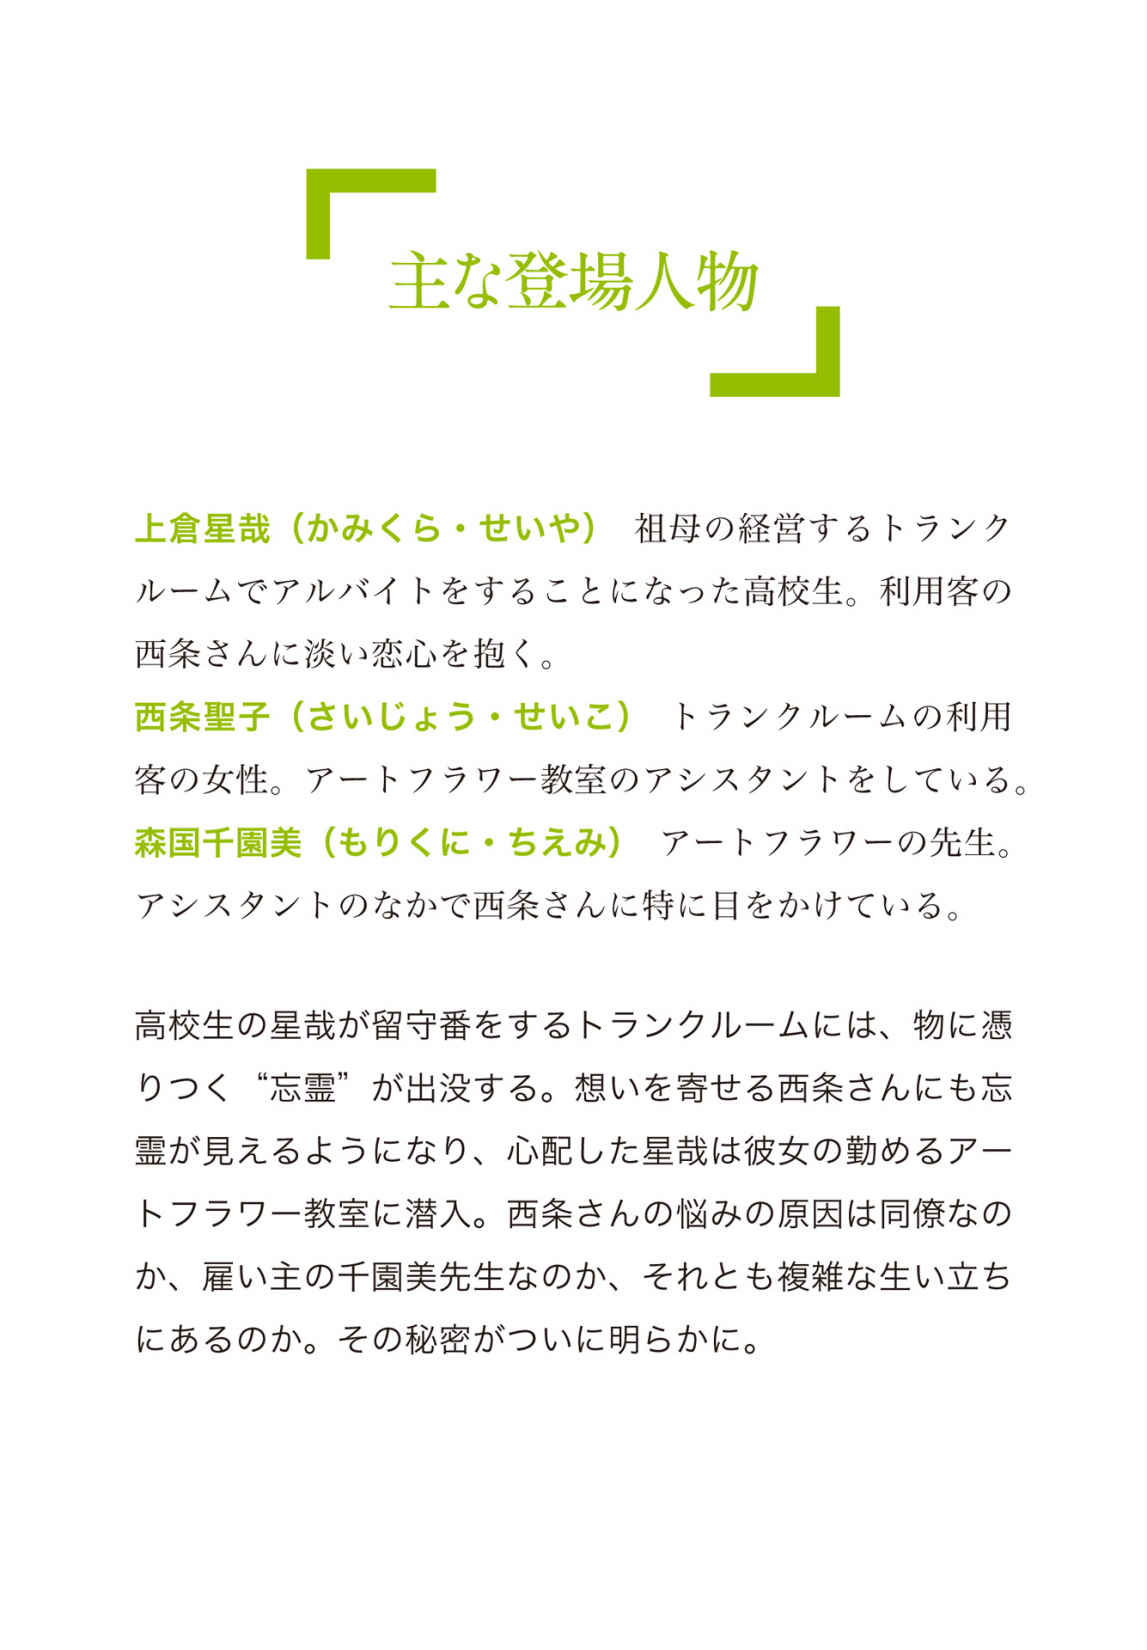 主な登場人物
上倉星哉（かみくら・せいや）　祖母の経営するトランク
ルームでアルバイトをすることになった高校生。利用客の
西条さんに淡い恋心を抱く。
西条聖子（さいじょう・せいこ）　トランクルームの利用
客の女性。アートフラワー教室のアシスタントをしている。
森国千園美（もりくに・ちえみ）　アートフラワーの先生。
アシスタントのなかで西条さんに特に目をかけている。
高校生の星哉が留守番をするトランクルームには、物に憑
りつく“忘霊”が出没する。想いを寄せる西条さんにも忘
霊が見えるようになり、心配した星哉は彼女の勤めるアー
トフラワー教室に潜入。西条さんの悩みの原因は同僚なの
か、雇い主の千園美先生なのか、それとも複雑な生い立ち
にあるのか。その秘密がついに明らかに。